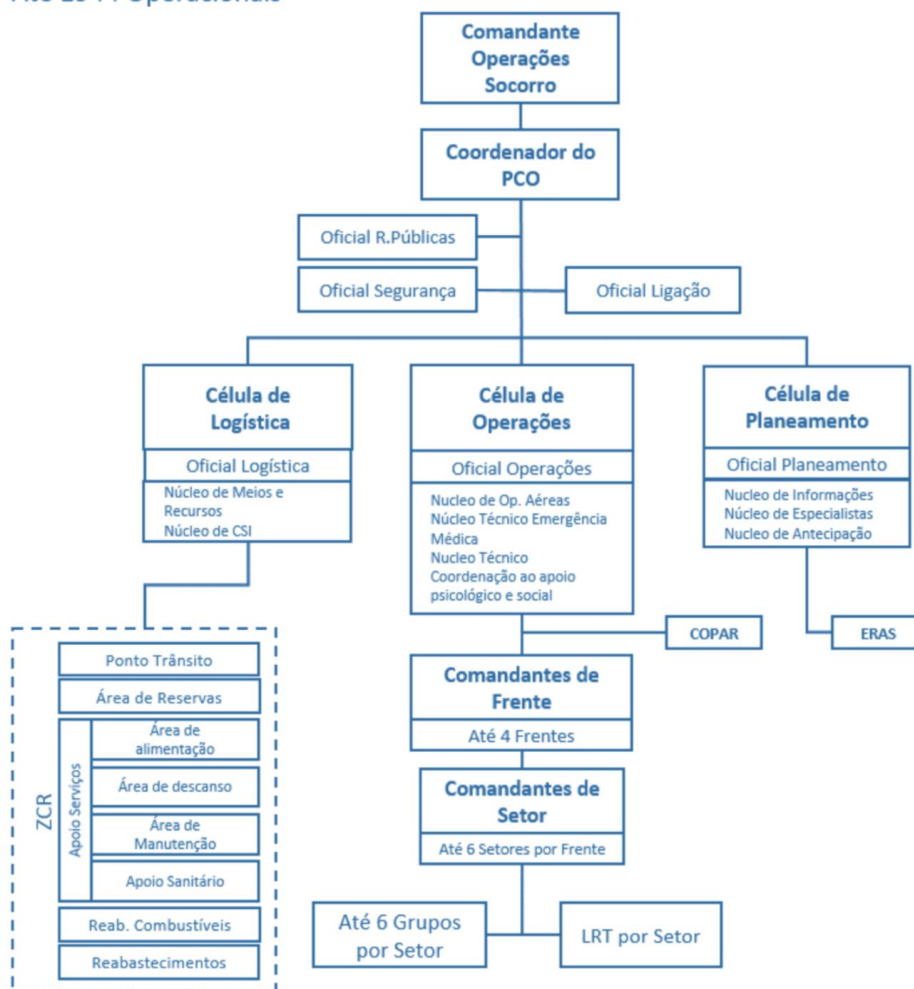 Comandante
Operações
Socorro
Coordenador do
PCO
Oficial R.Públicas
Oficial Segurança
Oficial Ligação
Célula de
Logística
Oficial Logística
Núcleo de Meios e
Recursos
Núcleo de CSI
Célula de
Operações
Oficial Operações
Nucleo de Op. Aéreas
Núcleo Técnico Emergência
Médica
Nucleo Técnico
Coordenação ao apoio
psicológico e social
Célula de
Planeamento
Oficial Planeamento
Nucleo de Informações
Núcleo de Especialistas
Nucleo de Antecipação
COPAR
ERAS
Comandantes de
Frente
Até 4 Frentes
Comandantes de
Setor
Até 6 Setores por Frente
Até 6 Grupos
por Setor
LRT por Setor
ZCR
Ponto Trânsito
Área de Reservas
Apoio Serviços
Área de
alimentação
Área de descanso
Área de
Manutenção
Apoio Sanitário
Reab. Combustíveis
Reabastecimentos